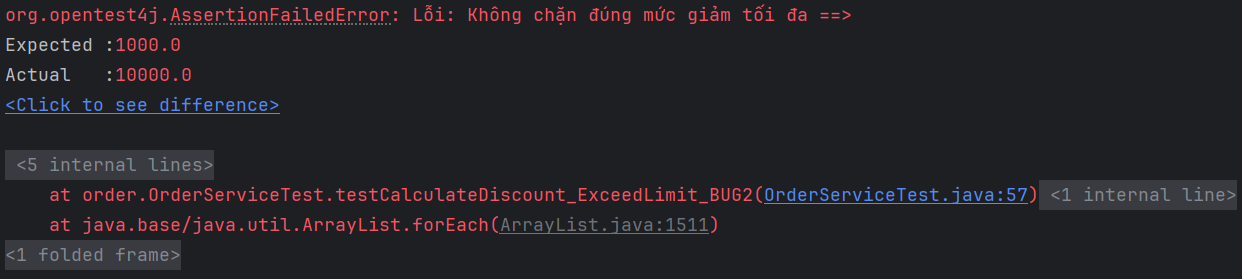 org.opentest4j.AssertionFailedError: Lỗi: Không chặn đúng mức giảm tối đa ==>
Expected :1000.0
Actual   :10000.0
<Click to see difference>
<5 internal lines>
at order.OrderServiceTest.testCalculateDiscount_ExceedLimit_BUG2(OrderServiceTest.java:57) <1 internal line>
at java.base/java.util.ArrayList.forEach(ArrayList.java:1511)
<1 folded frame>